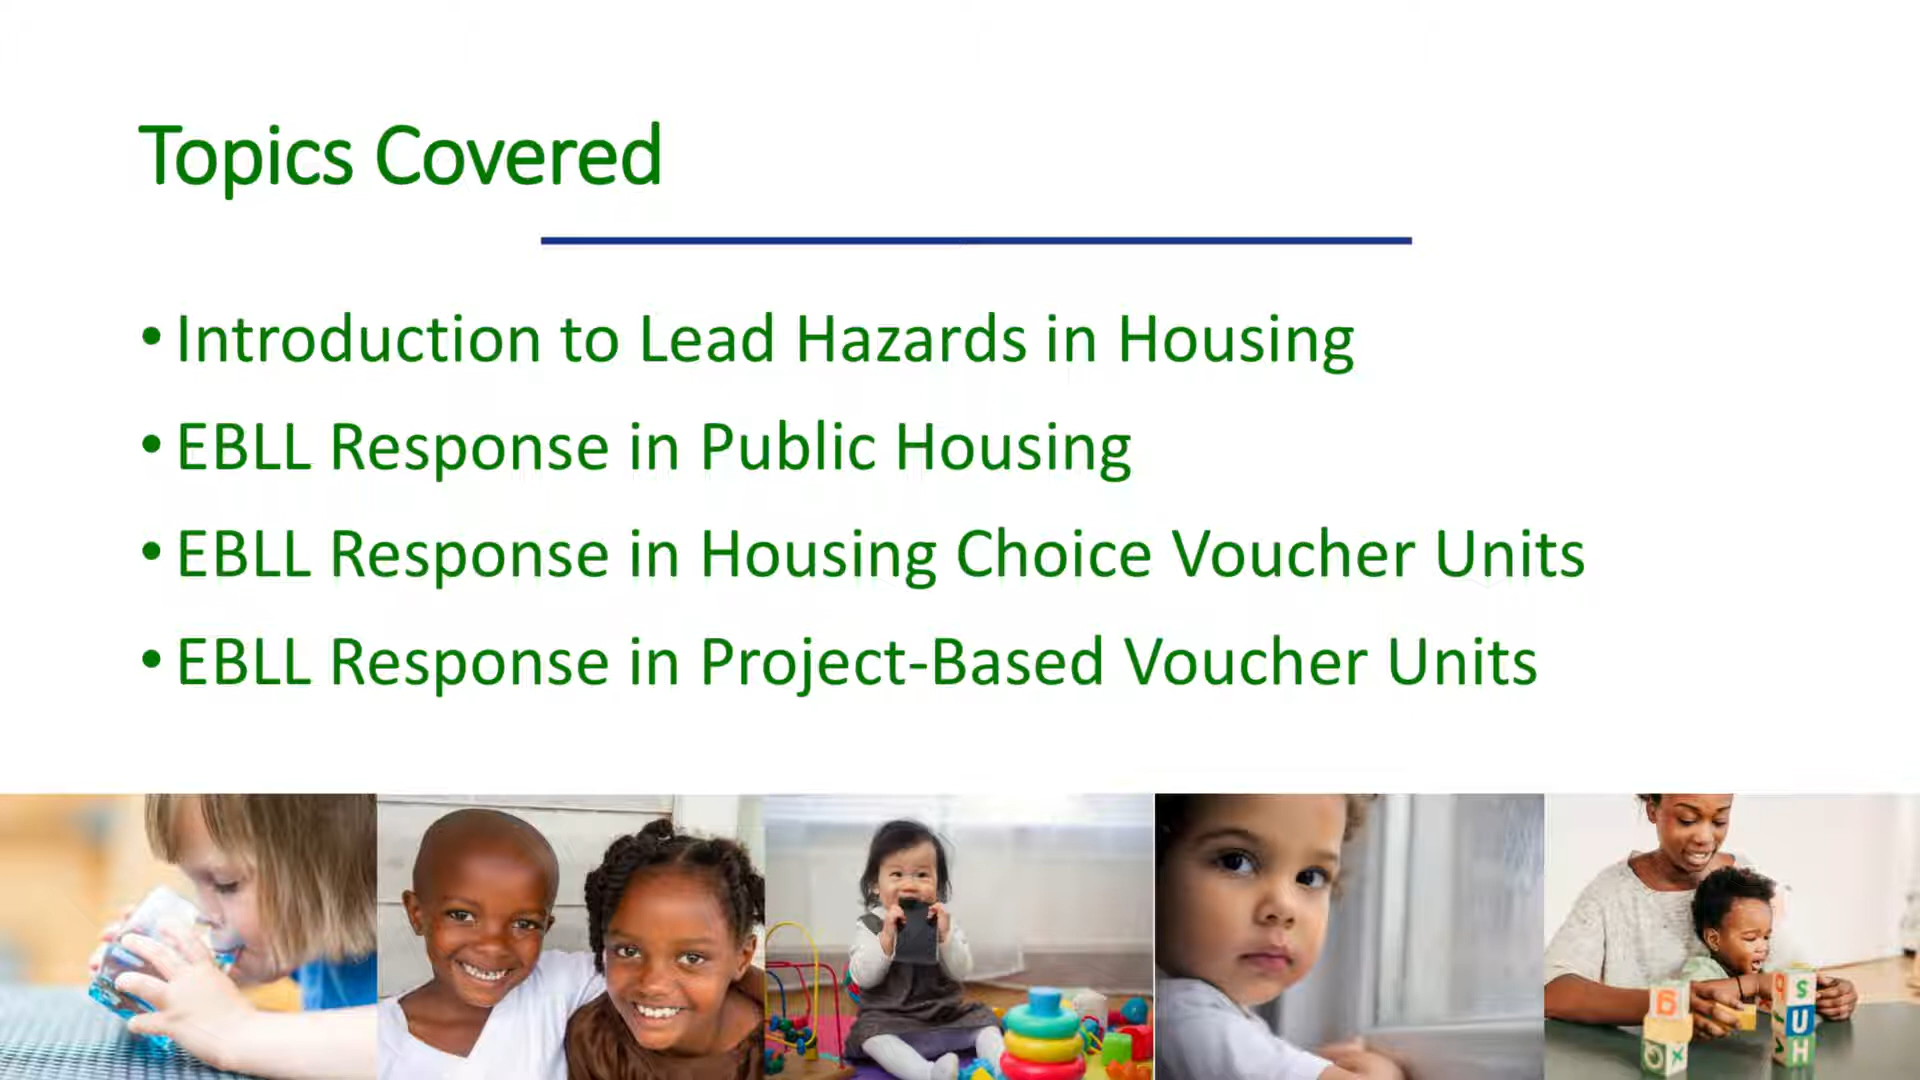 Topics Covered
• Introduction to Lead Hazards in Housing
• EBLL Response in Public Housing
• EBLL Response in Housing Choice Voucher Units
• EBLL Response in Project-Based Voucher Units
S
U
H